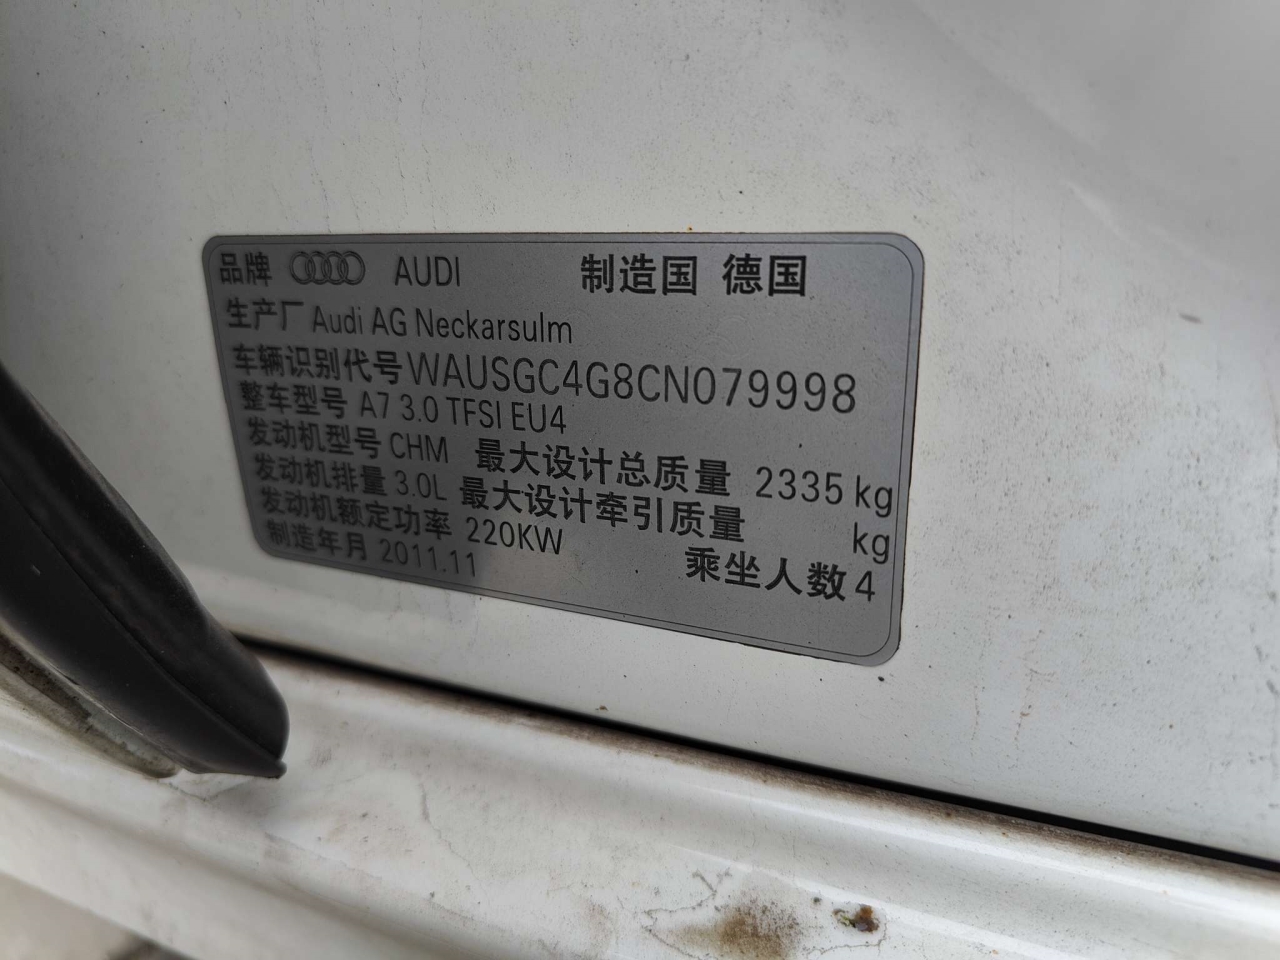 品牌 AUDI 制造国 德国
生产厂 Audi AG Neckarsulm
车辆识别代号 WAUSGC4G8CN079998
整车型号 A7 3.0 TFSI EU4
发动机型号 CHM 最大设计总质量 2335 kg
发动机排量 3.0L 最大设计牵引质量 kg
发动机额定功率 220KW 乘坐人数 4
制造年月 2011.11